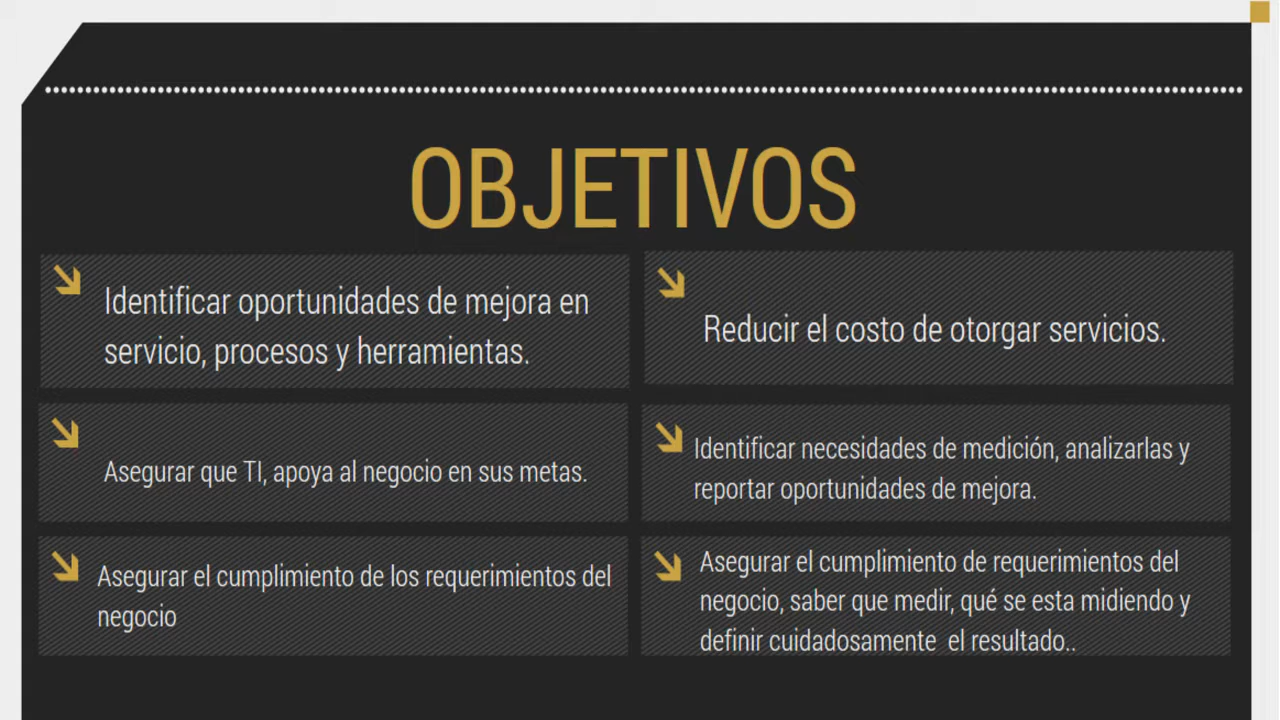 OBJETIVOS
Identificar oportunidades de mejora en
servicio, procesos y herramientas.
Reducir el costo de otorgar servicios.
Asegurar que TI, apoya al negocio en sus metas.
Identificar necesidades de medición, analizarlas y
reportar oportunidades de mejora.
Asegurar el cumplimiento de los requerimientos del
negocio
Asegurar el cumplimiento de requerimientos del
negocio, saber que medir, qué se esta midiendo y
definir cuidadosamente  el resultado..